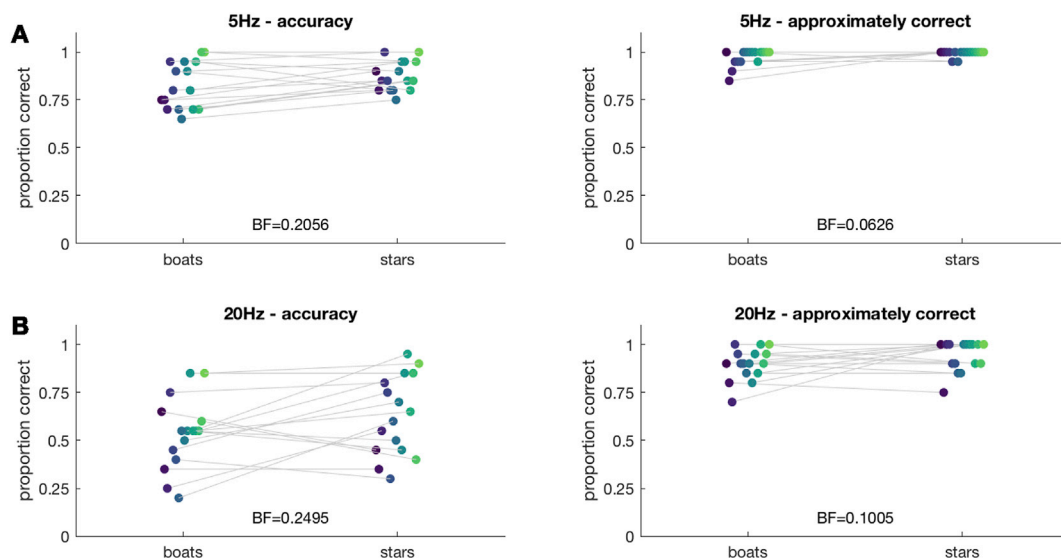 A
5Hz - accuracy
proportion correct
1
0.75
0.5
0.25
0
BF=0.2056
boats
stars
5Hz - approximately correct
proportion correct
1
0.75
0.5
0.25
0
BF=0.0626
boats
stars
B
20Hz - accuracy
proportion correct
1
0.75
0.5
0.25
0
BF=0.2495
boats
stars
20Hz - approximately correct
proportion correct
1
0.75
0.5
0.25
0
BF=0.1005
boats
stars